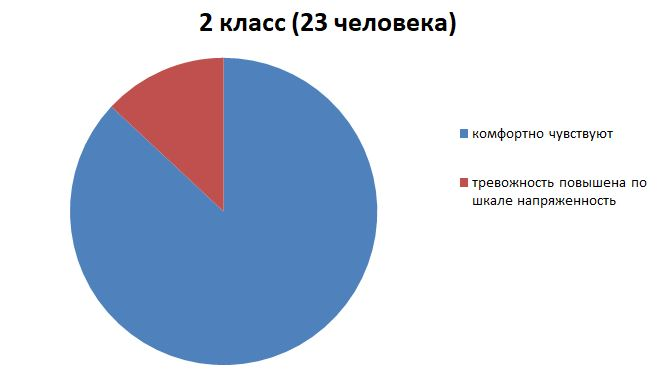 2 класс (23 человека)
комфортно чувствуют
тревожность повышена по
шкале напряженность